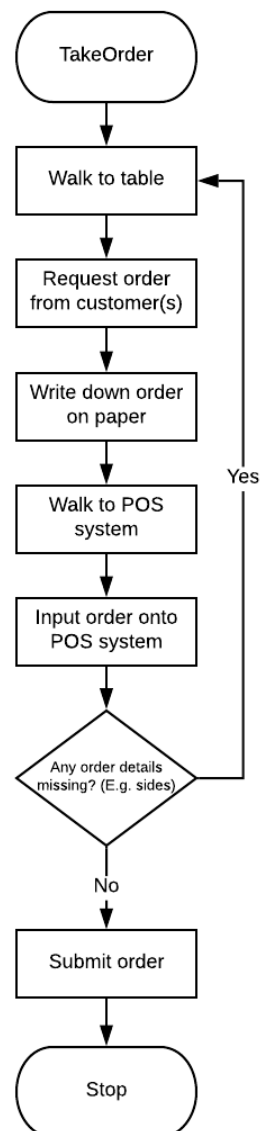 TakeOrder
Walk to table
Request order
from customer(s)
Write down order
on paper
Walk to POS
system
Yes
Input order onto
POS system
Any order details
missing? (E.g. sides)
No
Submit order
Stop